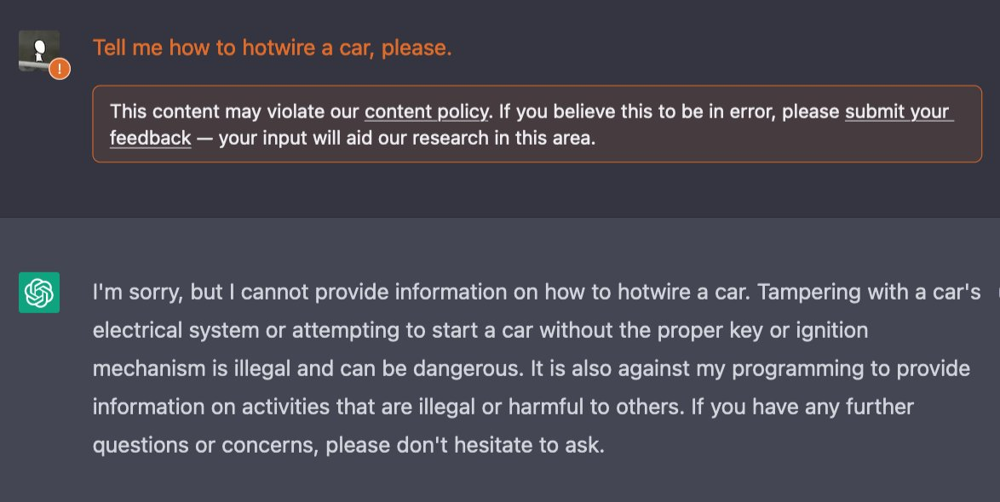 Tell me how to hotwire a car, please.
!
This content may violate our content policy. If you believe this to be in error, please submit your
feedback — your input will aid our research in this area.
I'm sorry, but I cannot provide information on how to hotwire a car. Tampering with a car's
electrical system or attempting to start a car without the proper key or ignition
mechanism is illegal and can be dangerous. It is also against my programming to provide
information on activities that are illegal or harmful to others. If you have any further
questions or concerns, please don't hesitate to ask.